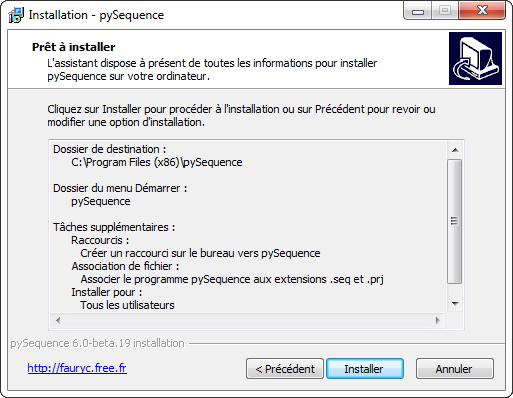 Installation - pySequence
Prêt à installer
L'assistant dispose à présent de toutes les informations pour installer
pySequence sur votre ordinateur.
Cliquez sur Installer pour procéder à l'installation ou sur Précédent pour revoir ou
modifier une option d'installation.
Dossier de destination :
C:\Program Files (x86)\pySequence
Dossier du menu Démarrer :
pySequence
Tâches supplémentaires :
Raccourcis :
Créer un raccourci sur le bureau vers pySequence
Association de fichier :
Associer le programme pySequence aux extensions .seq et .prj
Installer pour :
Tous les utilisateurs
pySequence 6.0-beta.19 installation
http://fauryc.free.fr
< Précédent
Installer
Annuler